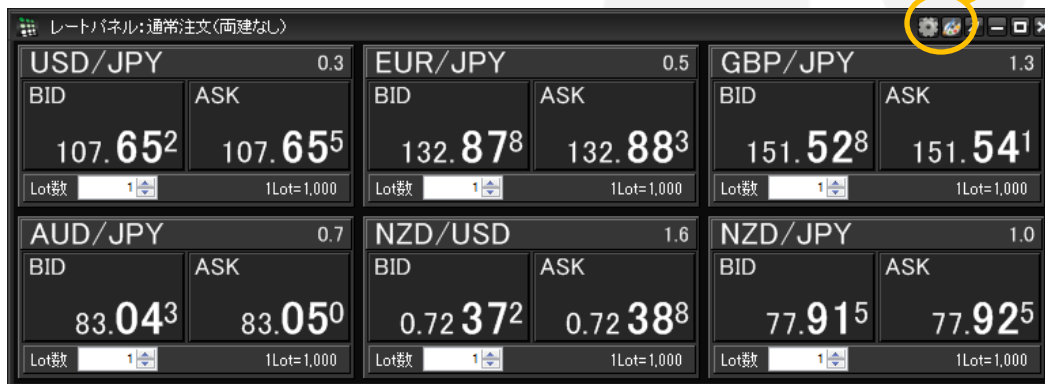 レートパネル:通常注文(両建なし)
USD/JPY 0.3 EUR/JPY 0.5 GBP/JPY 1.3
BID ASK BID ASK BID ASK
107.652 107.655 132.878 132.883 151.528 151.541
Lot数 1 1Lot=1,000 Lot数 1 1Lot=1,000 Lot数 1 1Lot=1,000
AUD/JPY 0.7 NZD/USD 1.6 NZD/JPY 1.0
BID ASK BID ASK BID ASK
83.043 83.050 0.72372 0.72388 77.915 77.925
Lot数 1 1Lot=1,000 Lot数 1 1Lot=1,000 Lot数 1 1Lot=1,000